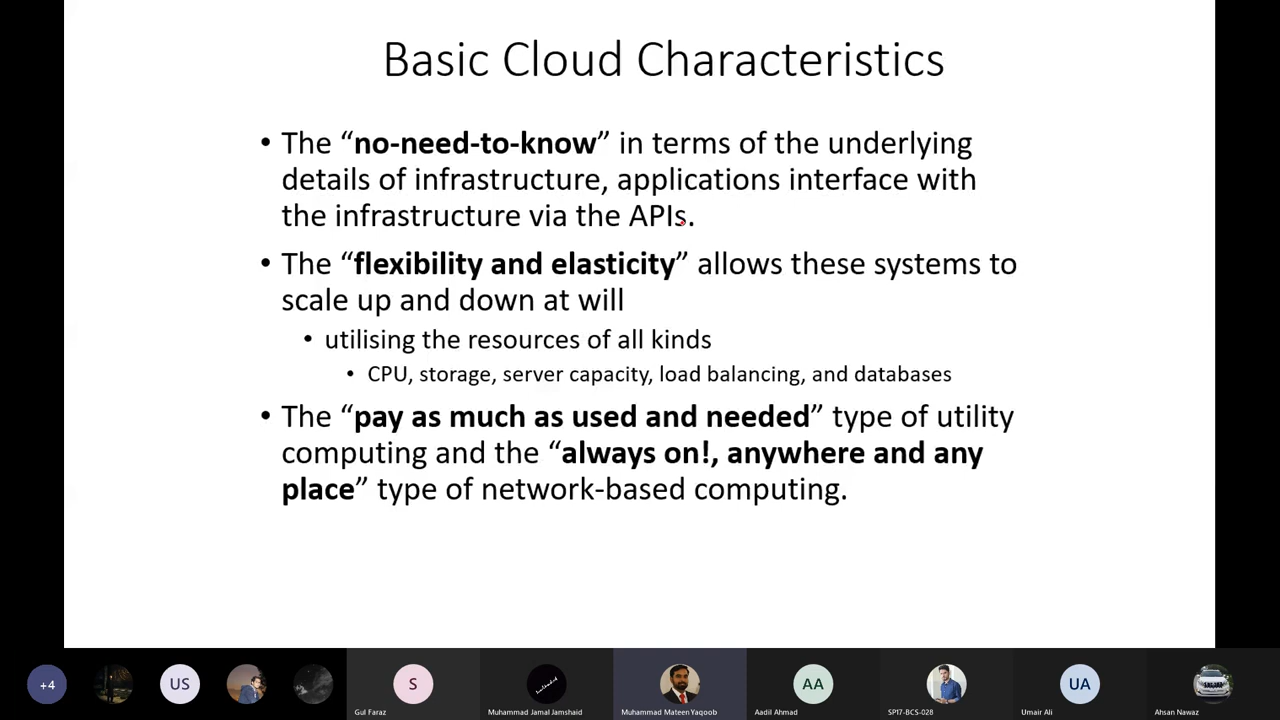 Basic Cloud Characteristics
• The “no-need-to-know” in terms of the underlying
details of infrastructure, applications interface with
the infrastructure via the APIs.
• The “flexibility and elasticity” allows these systems to
scale up and down at will
• utilising the resources of all kinds
• CPU, storage, server capacity, load balancing, and databases
• The “pay as much as used and needed” type of utility
computing and the “always on!, anywhere and any
place” type of network-based computing.
+4
US
S
Gul Faraz
Muhammad Jamal Jamshaid
Muhammad Mateen Yaqoob
AA
Aadil Ahmad
SP17-BCS-028
UA
Umair Ali
Ahsan Nawaz